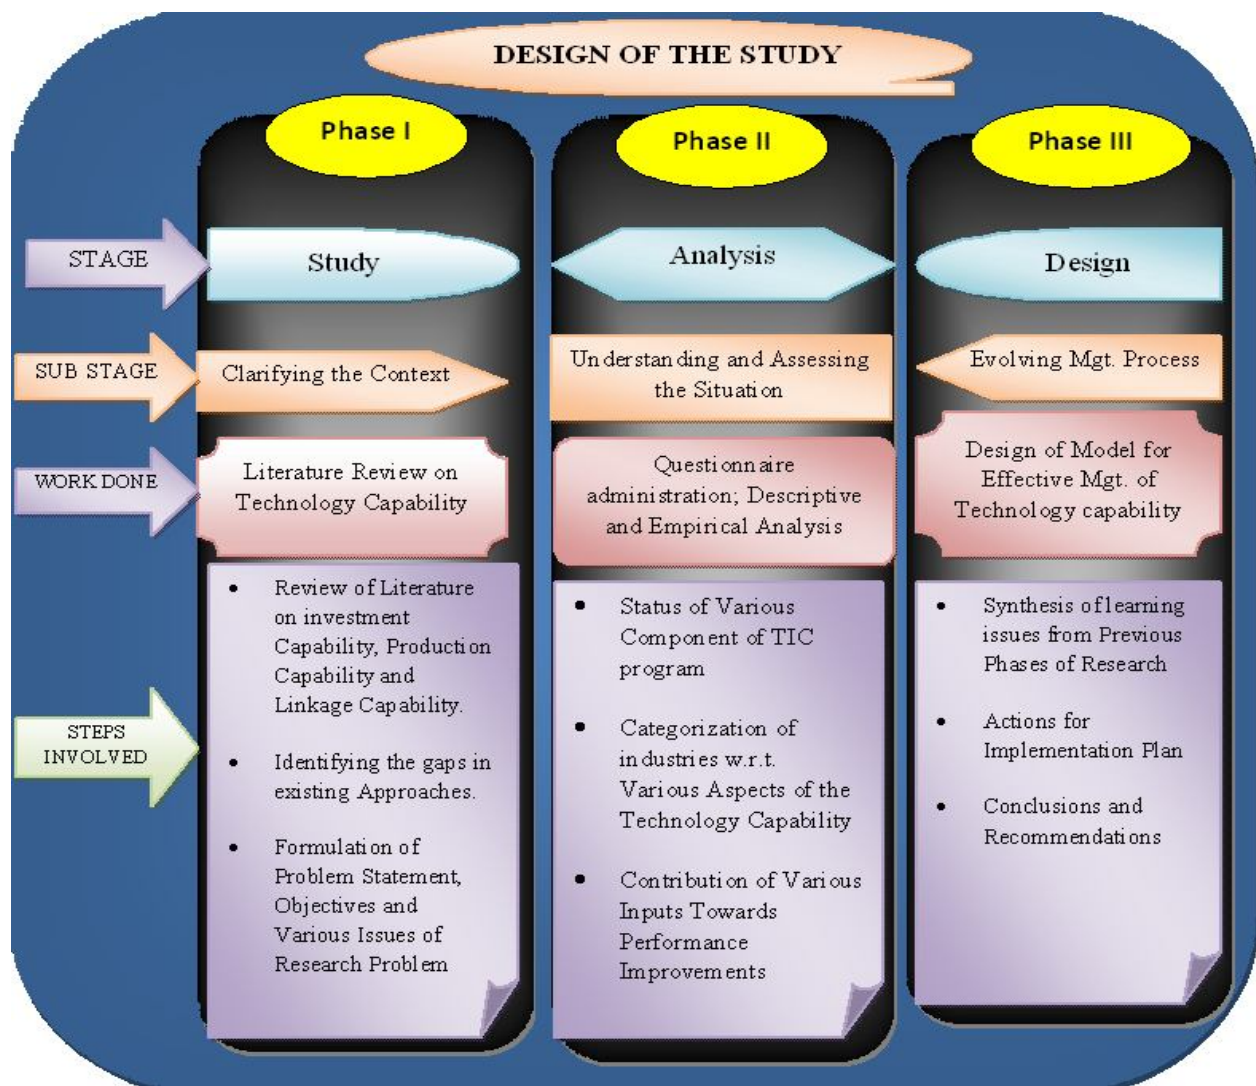 DESIGN OF THE STUDY
Phase I
Phase II
Phase III
STAGE
Study
Analysis
Design
SUB STAGE
Clarifying the Context
Understanding and Assessing
the Situation
Evolving Mgt. Process
WORK DONE
Literature Review on
Technology Capability
Questionnaire
administration; Descriptive
and Empirical Analysis
Design of Model for
Effective Mgt. of
Technology capability
STEPS
INVOLVED
• Review of Literature
on investment
Capability, Production
Capability and
Linkage Capability.
• Identifying the gaps in
existing Approaches.
• Formulation of
Problem Statement,
Objectives and
Various Issues of
Research Problem
• Status of Various
Component of TIC
program
• Categorization of
industries w.r.t.
Various Aspects of the
Technology Capability
• Contribution of Various
Inputs Towards
Performance
Improvements
• Synthesis of learning
issues from Previous
Phases of Research
• Actions for
Implementation Plan
• Conclusions and
Recommendations